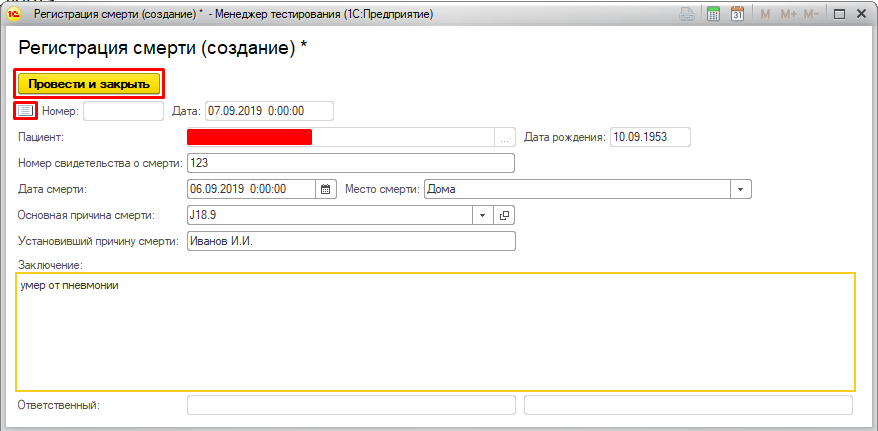 Регистрация смерти (создание) * - Менеджер тестирования (1С:Предприятие)
M M+ M-
31
Регистрация смерти (создание) *
Провести и закрыть
Номер: Дата: 07.09.2019 0:00:00
Пациент: ... Дата рождения: 10.09.1953
Номер свидетельства о смерти: 123
Дата смерти: 06.09.2019 0:00:00 Место смерти: Дома
Основная причина смерти: J18.9
Установивший причину смерти: Иванов И.И.
Заключение:
умер от пневмонии
Ответственный: